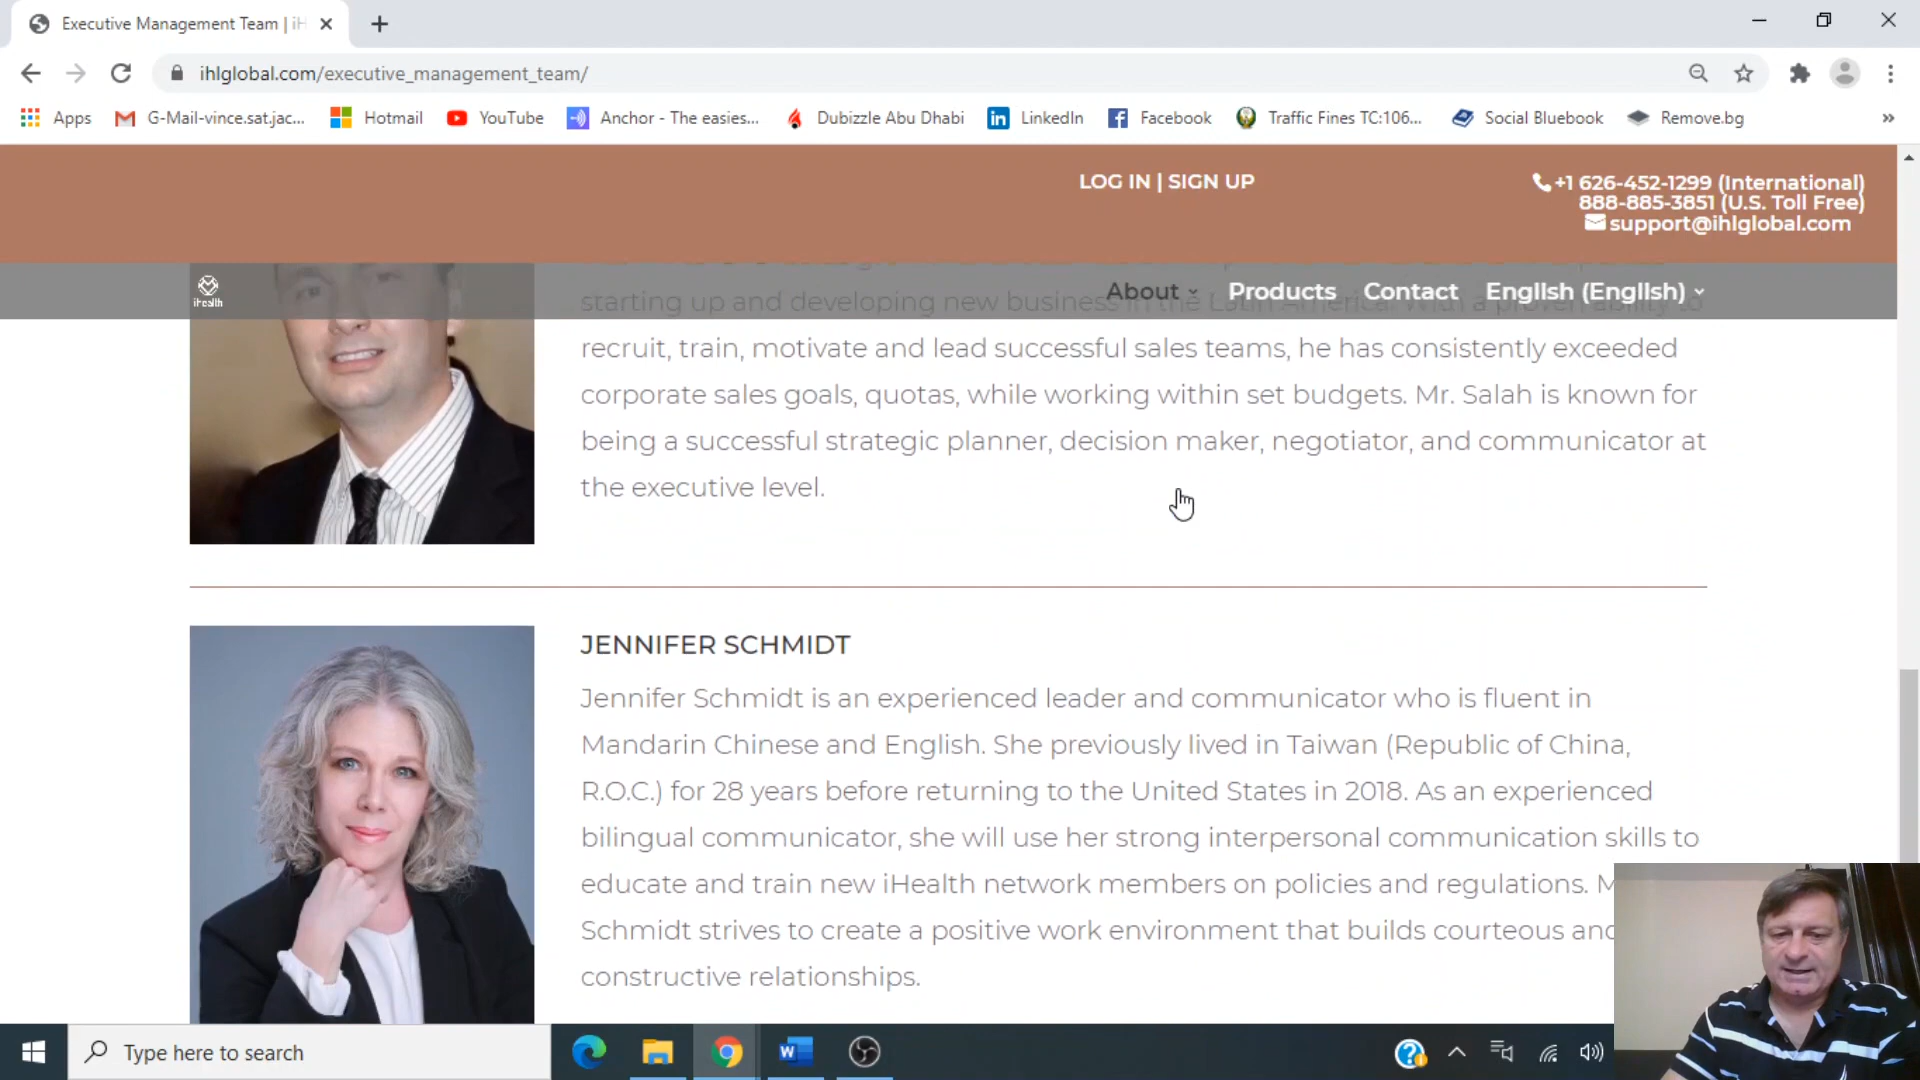 Executive Management Team | iH
ihlglobal.com/executive_management_team/
Apps
G-Mail-vince.sat.jac...
Hotmail
YouTube
Anchor - The easies...
Dubizzle Abu Dhabi
LinkedIn
Facebook
Traffic Fines TC:106...
Social Bluebook
Remove.bg
»
LOG IN | SIGN UP
+1 626-452-1299 (International)
888-885-3851 (U.S. Toll Free)
support@ihlglobal.com
iHealth
About
Products
Contact
English (English)
starting up and developing new business in the Latin America. With a proven ability to
recruit, train, motivate and lead successful sales teams, he has consistently exceeded
corporate sales goals, quotas, while working within set budgets. Mr. Salah is known for
being a successful strategic planner, decision maker, negotiator, and communicator at
the executive level.
JENNIFER SCHMIDT
Jennifer Schmidt is an experienced leader and communicator who is fluent in
Mandarin Chinese and English. She previously lived in Taiwan (Republic of China,
R.O.C.) for 28 years before returning to the United States in 2018. As an experienced
bilingual communicator, she will use her strong interpersonal communication skills to
educate and train new iHealth network members on policies and regulations.
Schmidt strives to create a positive work environment that builds courteous and
constructive relationships.
Type here to search